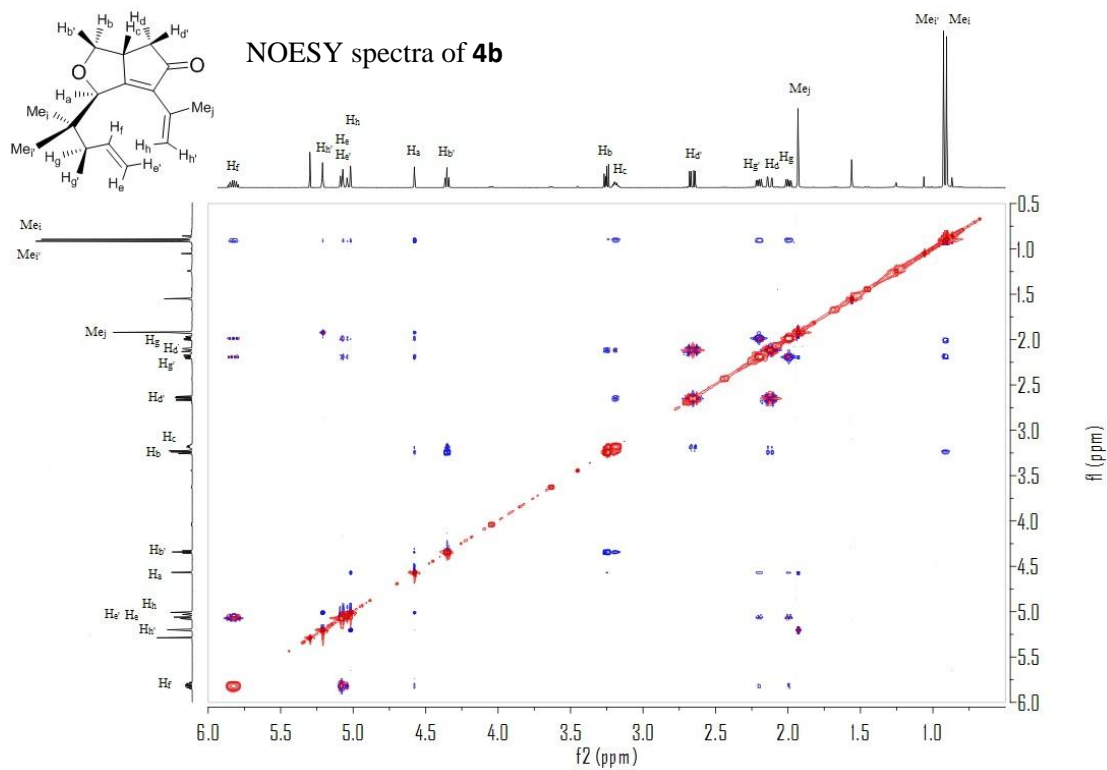 NOESY spectra of 4b
Hb Hd
Hb' Hc Hd'
O O
Ha
Mei Mej
Hf
Mei' Hh Hh'
Hg He'
Hg' He
Mei' Mei
Mej
Hh
He
Hf Hh' He' Ha Hb' Hb Hc Hd' Hg' Hd Hg
Mei
Mei'
Mej
Hg
Hd
Hg'
Hd'
Hc
Hb
Hb'
Ha
Hh
He' He
Hh'
Hf
0.5
1.0
1.5
2.0
2.5
3.0
3.5
4.0
4.5
5.0
5.5
6.0
f1 (ppm)
6.0 5.5 5.0 4.5 4.0 3.5 3.0 2.5 2.0 1.5 1.0
f2 (ppm)